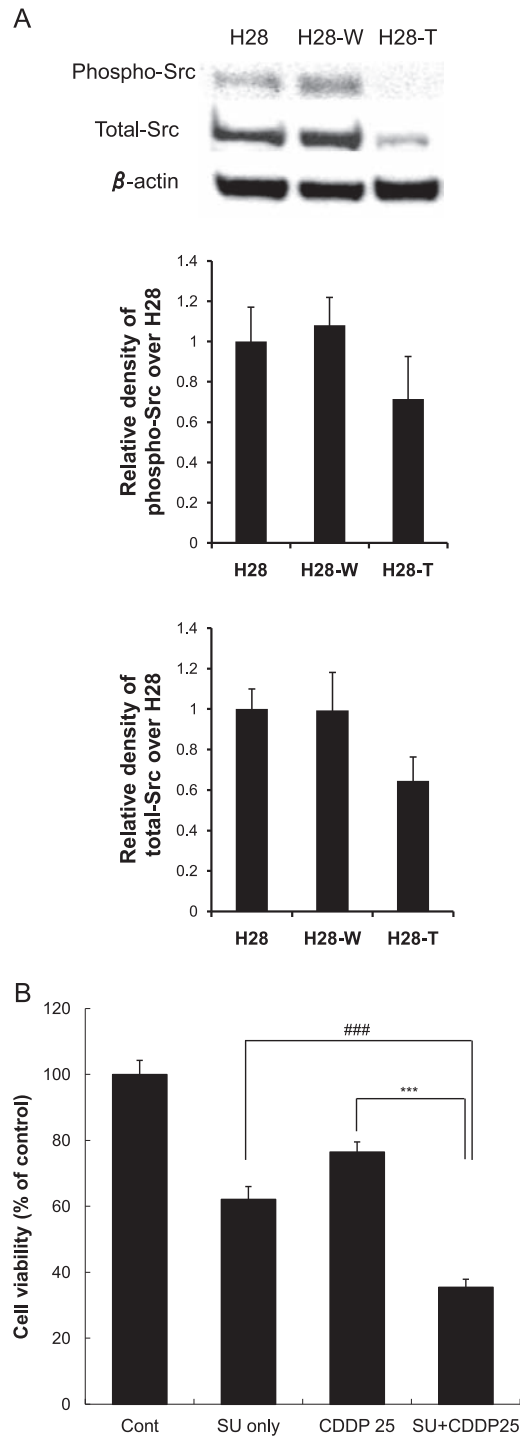 A
H28 H28-W H28-T
Phospho-Src
Total-Src
β-actin
Relative density of
phospho-Src over H28
1.4
1.2
1
0.8
0.6
0.4
0.2
0
H28 H28-W H28-T
Relative density of
total-Src over H28
1.4
1.2
1
0.8
0.6
0.4
0.2
0
H28 H28-W H28-T
B
Cell viability (% of control)
120
100
80
60
40
20
0
###
***
Cont SU only CDDP 25 SU+CDDP25